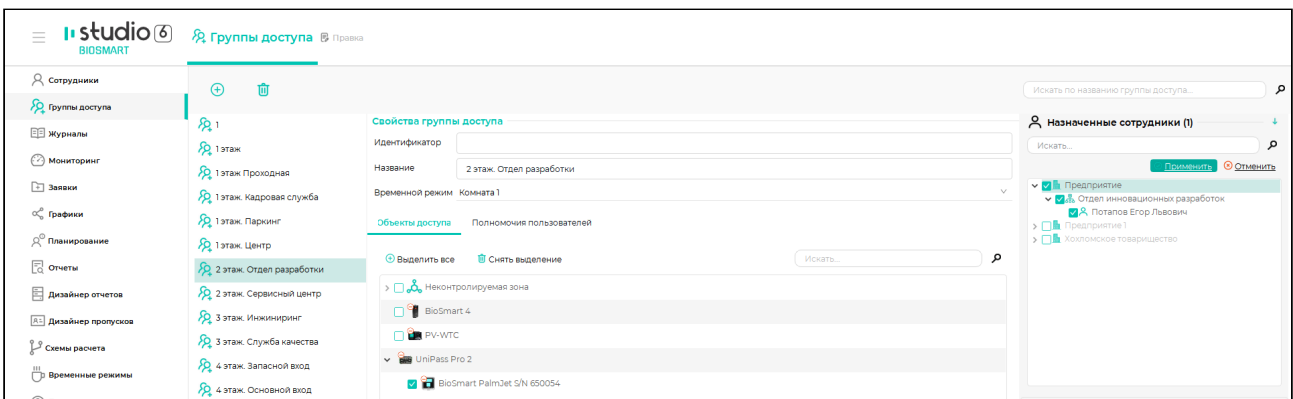 studio 6
BIOSMART
Группы доступа
Правка
Сотрудники
Группы доступа
Журналы
Мониторинг
Заявки
Графики
Планирование
Отчеты
Дизайнер отчетов
Дизайнер пропусков
Схемы расчета
Временные режимы
Искать по названию группы доступа...
1
1 этаж
1 этаж Проходная
1 этаж. Кадровая служба
1 этаж. Паркинг
1 этаж. Центр
2 этаж. Отдел разработки
2 этаж. Сервисный центр
3 этаж. Инжиниринг
3 этаж. Служба качества
4 этаж. Запасной вход
4 этаж. Основной вход
Свойства группы доступа
Идентификатор
Название 2 этаж. Отдел разработки
Временной режим Комната 1
Объекты доступа Полномочия пользователей
Выделить все Снять выделение Искать...
Неконтролируемая зона
BioSmart 4
PV-WTC
UniPass Pro 2
BioSmart PalmJet S/N 650054
Назначенные сотрудники (1)
Искать...
Применить Отменить
Предприятие
Отдел инновационных разработок
Потапов Егор Львович
Предприятие 1
Хохломское товарищество